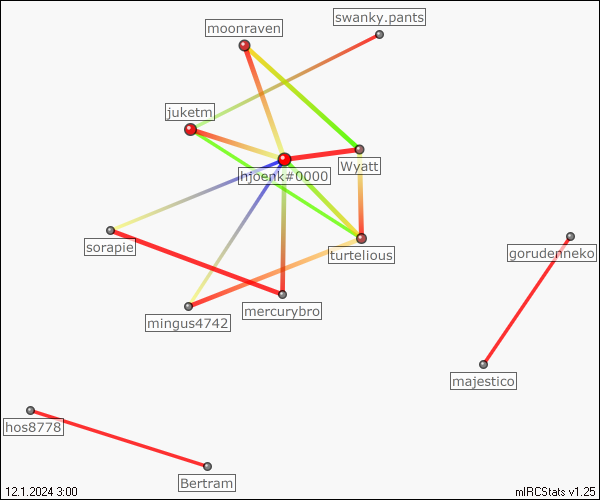 swanky.pants
moonraven
juketm
Wyatt
hjoenk#0000
sorapie
turtelious
gorudenneko
mercurybro
mingus4742
majestico
hos8778
Bertram
12.1.2024 3:00
mIRCStats v1.25